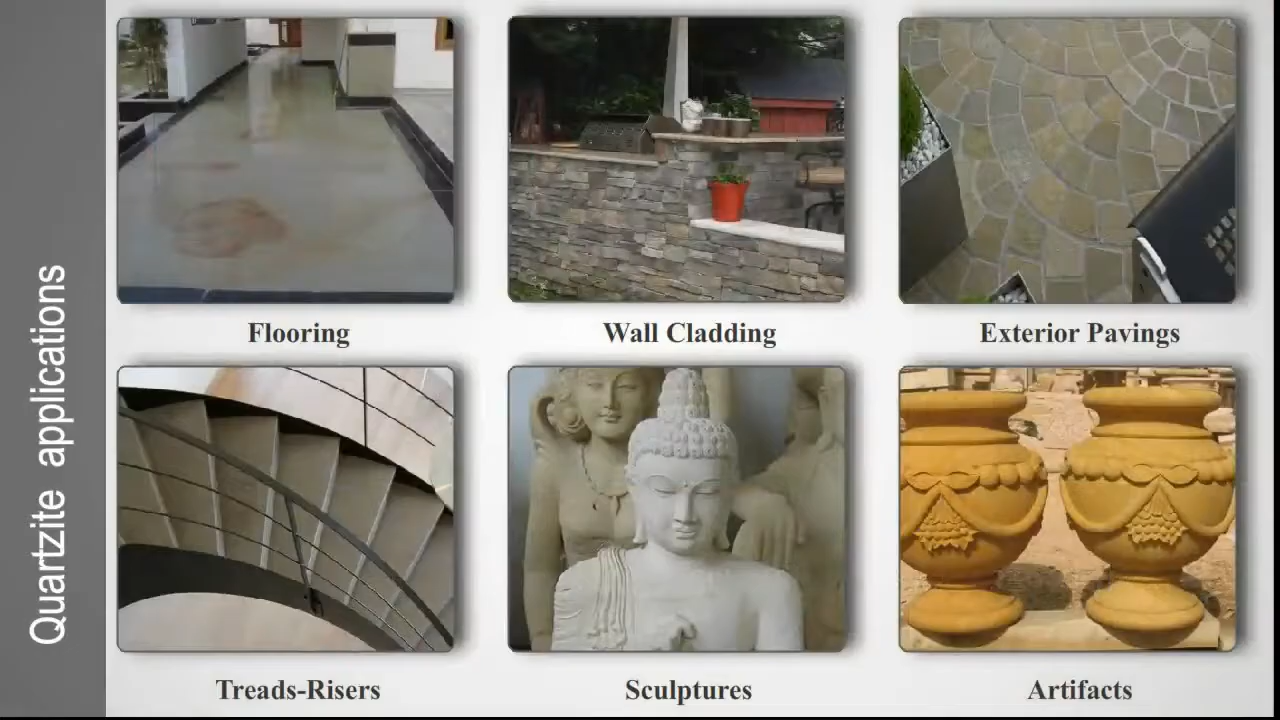 Quartzite applications
Flooring
Wall Cladding
Exterior Pavings
Treads-Risers
Sculptures
Artifacts